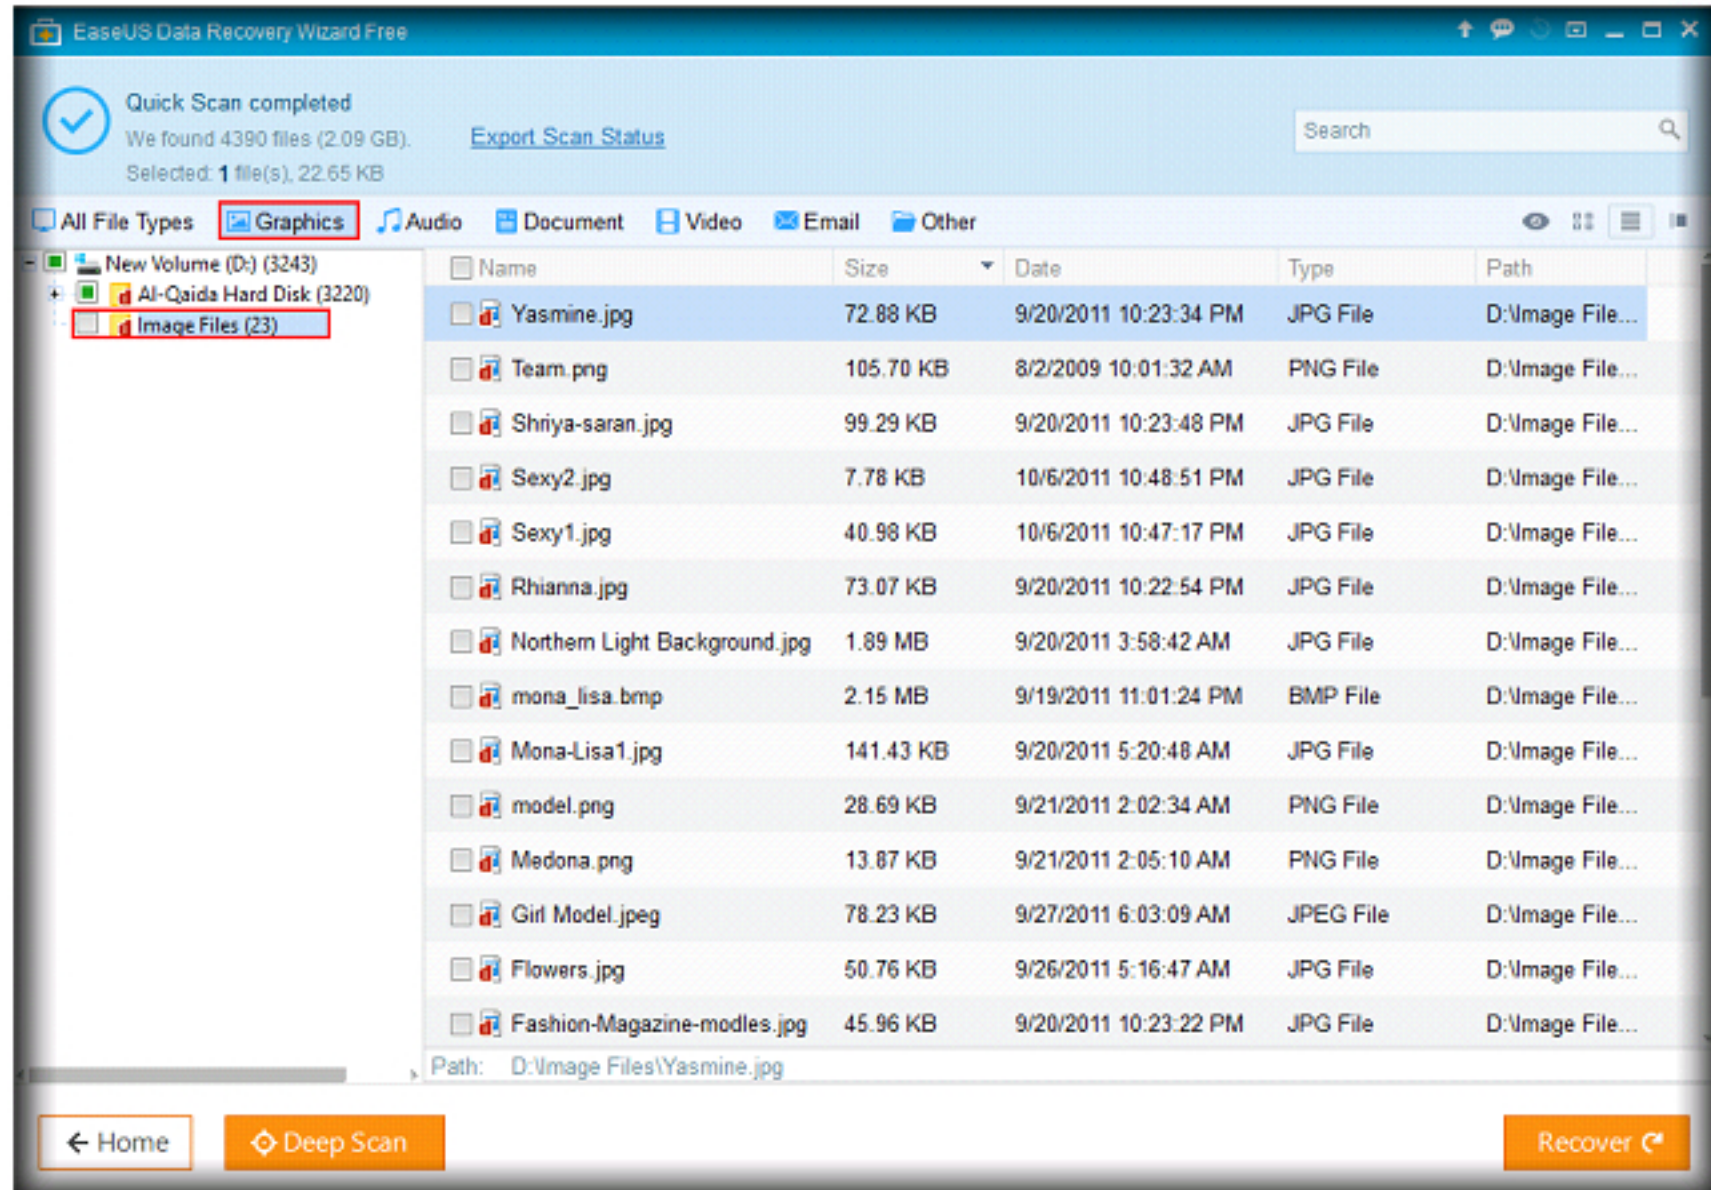 EaseUS Data Recovery Wizard Free
Quick Scan completed
We found 4390 files (2.09 GB).
Export Scan Status
Search
Selected: 1 file(s), 22.65 KB
All File Types Graphics Audio Document Video Email Other
New Volume (D:) (3243)
Al-Qaida Hard Disk (3220)
Image Files (23)
Name Size Date Type Path
Yasmine.jpg 72.88 KB 9/20/2011 10:23:34 PM JPG File D:\Image File...
Team.png 105.70 KB 8/2/2009 10:01:32 AM PNG File D:\Image File...
Shriya-saran.jpg 99.29 KB 9/20/2011 10:23:48 PM JPG File D:\Image File...
Sexy2.jpg 7.78 KB 10/6/2011 10:48:51 PM JPG File D:\Image File...
Sexy1.jpg 40.98 KB 10/6/2011 10:47:17 PM JPG File D:\Image File...
Rhianna.jpg 73.07 KB 9/20/2011 10:22:54 PM JPG File D:\Image File...
Northern Light Background.jpg 1.89 MB 9/20/2011 3:58:42 AM JPG File D:\Image File...
mona_lisa.bmp 2.15 MB 9/19/2011 11:01:24 PM BMP File D:\Image File...
Mona-Lisa1.jpg 141.43 KB 9/20/2011 5:20:48 AM JPG File D:\Image File...
model.png 28.69 KB 9/21/2011 2:02:34 AM PNG File D:\Image File...
Medona.png 13.87 KB 9/21/2011 2:05:10 AM PNG File D:\Image File...
Girl Model.jpeg 78.23 KB 9/27/2011 6:03:09 AM JPEG File D:\Image File...
Flowers.jpg 50.76 KB 9/26/2011 5:16:47 AM JPG File D:\Image File...
Fashion-Magazine-modles.jpg 45.96 KB 9/20/2011 10:23:22 PM JPG File D:\Image File...
Path: D:\Image Files\Yasmine.jpg
Home Deep Scan Recover